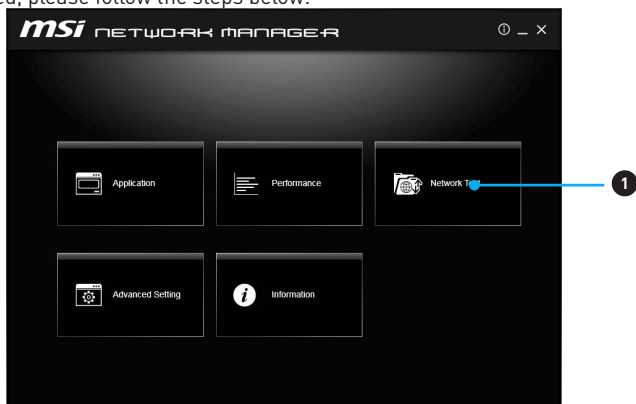 please follow the steps below:
msi NETWORK MANAGER
Application
Performance
Network
1
Advanced Setting
Information